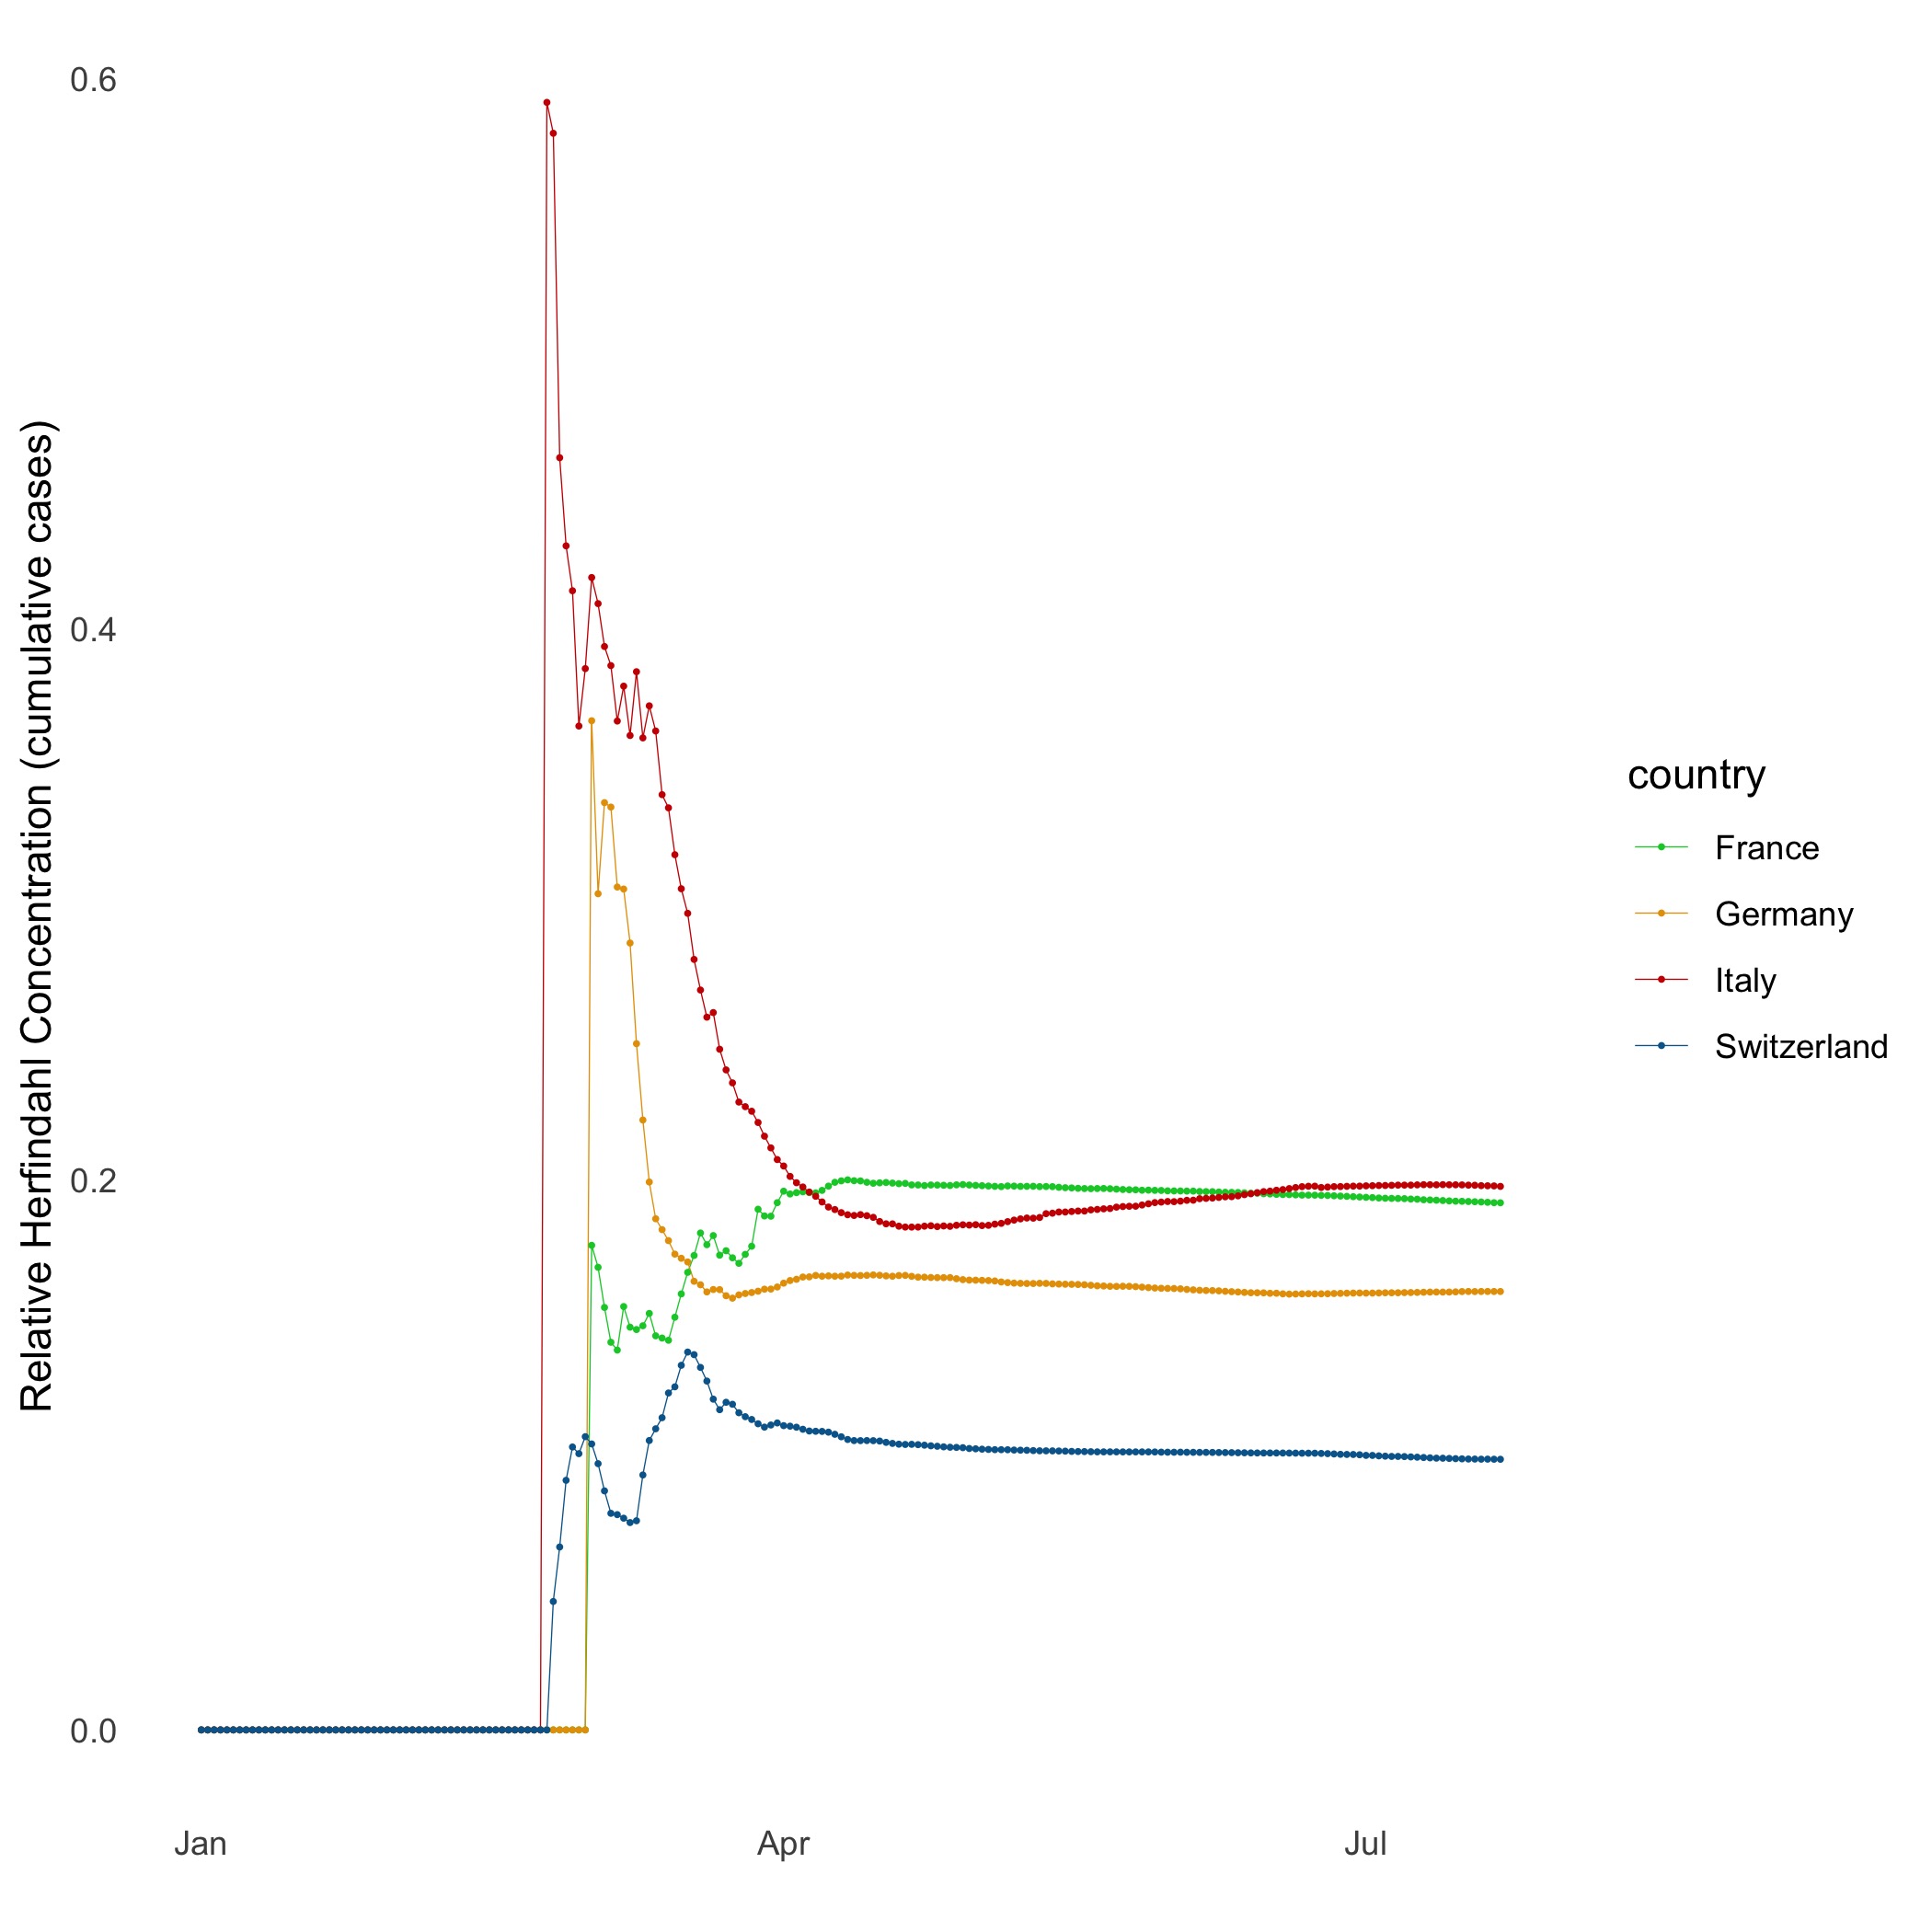 0.6
0.4
0.2
0.0
Relative Herfindahl Concentration (cumulative cases)
Jan
Apr
Jul
country
France
Germany
Italy
Switzerland